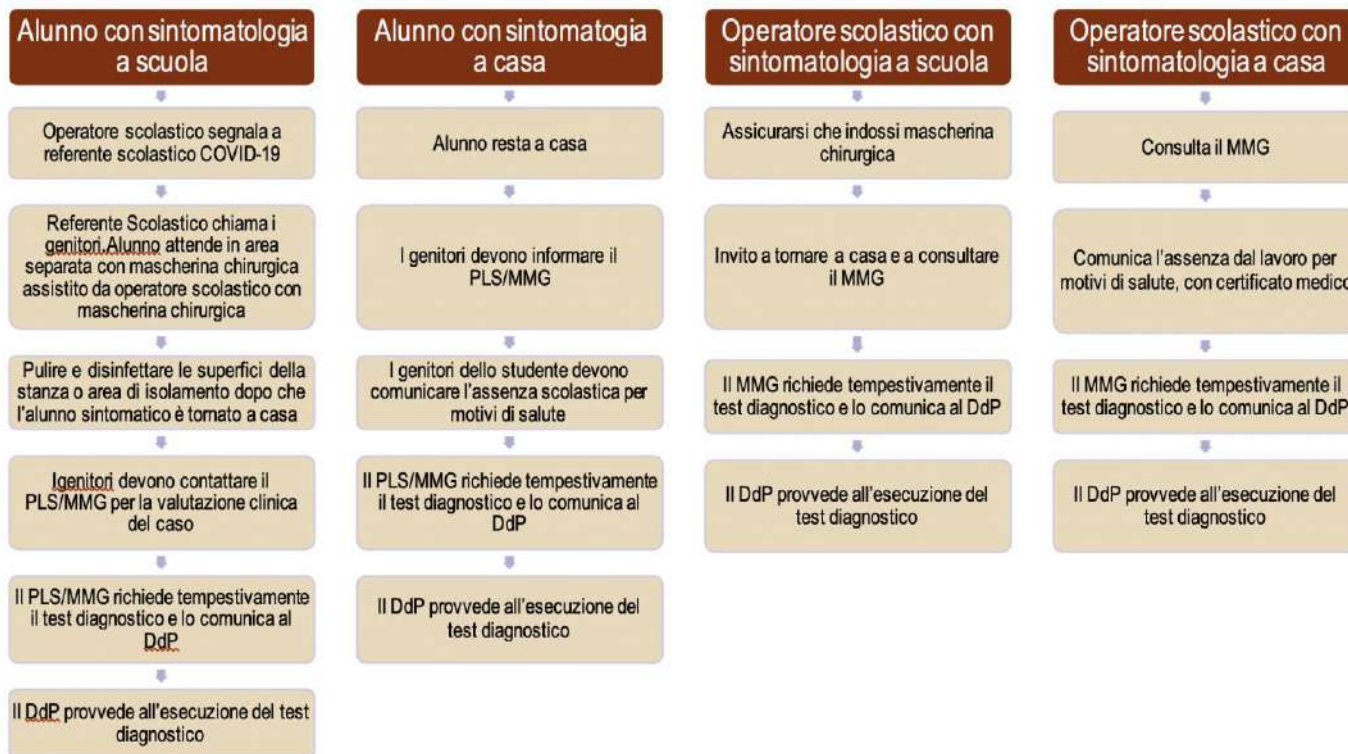 Alunno con sintomatologia
a scuola
Operatore scolastico segnala a
referente scolastico COVID-19
Referente Scolastico chiama i
genitori.Alunno attende in area
separata con mascherina chirurgica
assistito da operatore scolastico con
mascherina chirurgica
Pulire e disinfettare le superfici della
stanza o area di isolamento dopo che
l'alunno sintomatico è tornato a casa
Igenitori devono contattare il
PLS/MMG per la valutazione clinica
del caso
Il PLS/MMG richiede tempestivamente
il test diagnostico e lo comunica al
DdP
Il DdP provvede all'esecuzione del test
diagnostico
Alunno con sintomatogia
a casa
Alunno resta a casa
I genitori devono informare il
PLS/MMG
I genitori dello studente devono
comunicare l'assenza scolastica per
motivi di salute
Il PLS/MMG richiede tempestivamente
il test diagnostico e lo comunica al
DdP
Il DdP provvede all'esecuzione del
test diagnostico
Operatore scolastico con
sintomatologia a scuola
Assicurarsi che indossi mascherina
chirurgica
Invito a tornare a casa e a consultare
il MMG
Il MMG richiede tempestivamente il
test diagnostico e lo comunica al DdP
Il DdP provvede all'esecuzione del
test diagnostico
Operatore scolastico con
sintomatologia a casa
Consulta il MMG
Comunica l'assenza dal lavoro per
motivi di salute, con certificato medico
Il MMG richiede tempestivamente il
test diagnostico e lo comunica al DdP
Il DdP provvede all'esecuzione del
test diagnostico